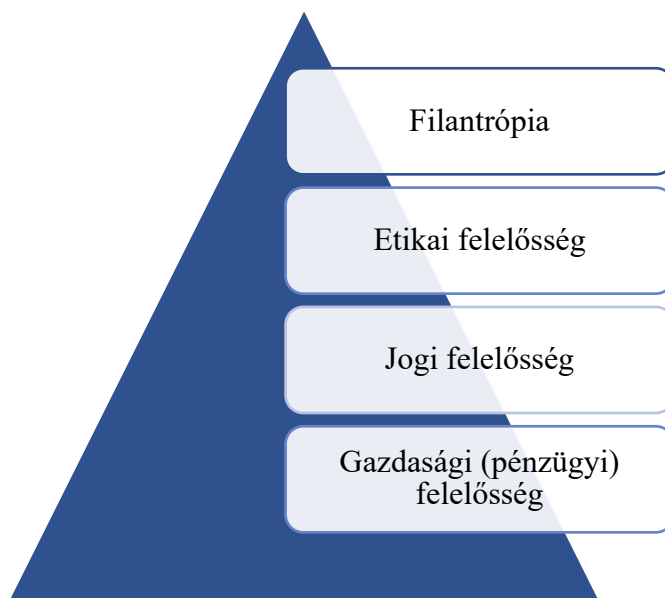 Filantrópia
Etikai felelősség
Jogi felelősség
Gazdasági (pénzügyi)
felelősség